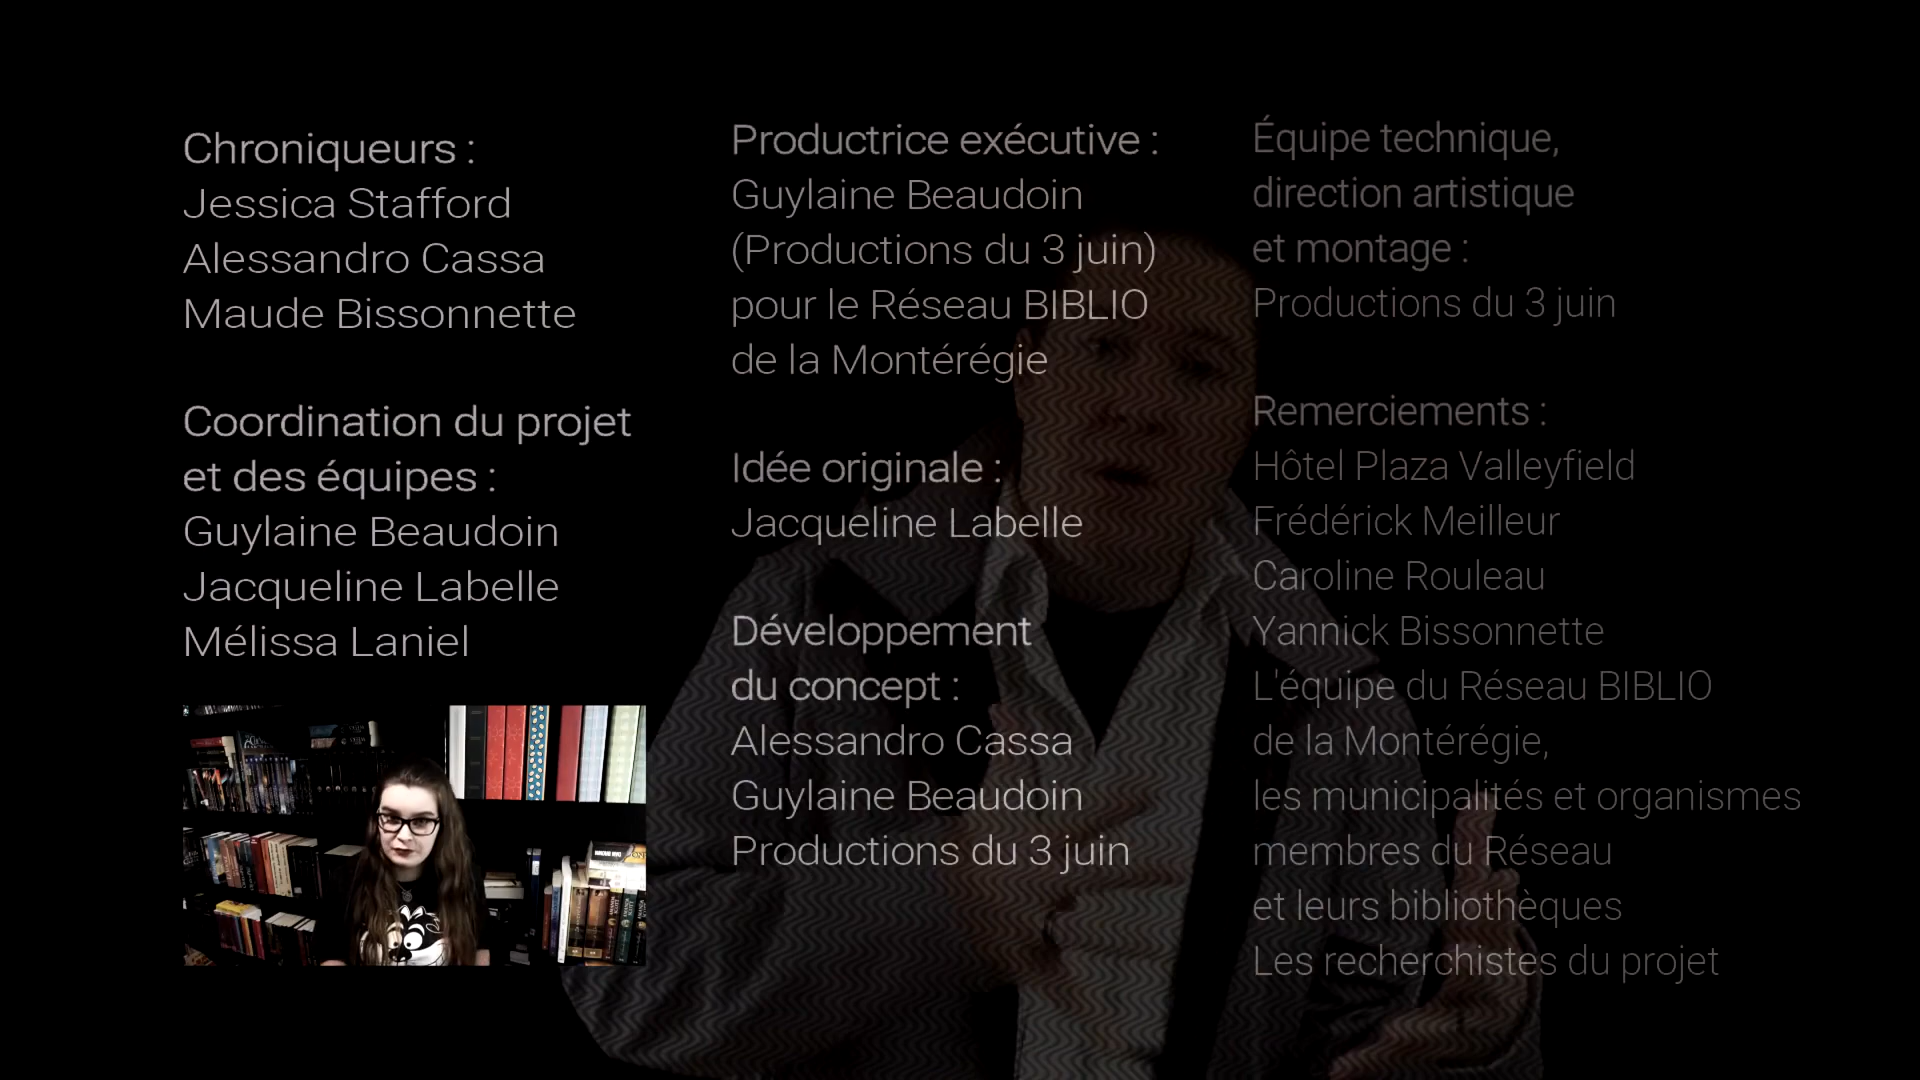 Chroniqueurs :
Jessica Stafford
Alessandro Cassa
Maude Bissonnette
Coordination du projet
et des équipes :
Guylaine Beaudoin
Jacqueline Labelle
Mélissa Laniel
Productrice exécutive :
Guylaine Beaudoin
(Productions du 3 juin)
pour le Réseau BIBLIO
de la Montérégie
Idée originale :
Jacqueline Labelle
Développement
du concept :
Alessandro Cassa
Guylaine Beaudoin
Productions du 3 juin
Équipe technique,
direction artistique
et montage :
Productions du 3 juin
Remerciements :
Hôtel Plaza Valleyfield
Frédérick Meilleur
Caroline Rouleau
Yannick Bissonnette
L'équipe du Réseau BIBLIO
de la Montérégie,
les municipalités et organismes
membres du Réseau
et leurs bibliothèques
Les recherchistes du projet